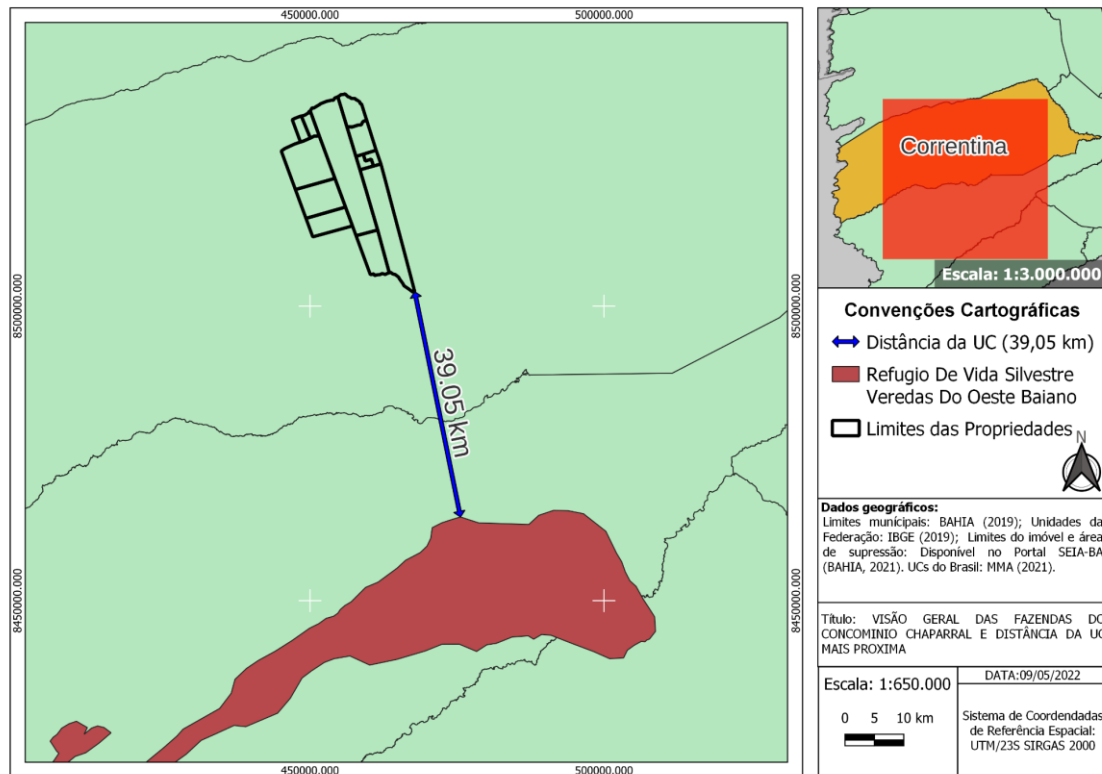 450000.000
500000.000
8500000.000
8500000.000
8450000.000
8450000.000
39.05 km
450000.000
500000.000
Correntina
Escala: 1:3.000.000
Convenções Cartográficas
Distância da UC (39,05 km)
Refugio De Vida Silvestre
Veredas Do Oeste Baiano
Limites das Propriedades
N
Dados geográficos:
Limites munícipais: BAHIA (2019); Unidades da
Federação: IBGE (2019); Limites do imóvel e área
de supressão: Disponível no Portal SEIA-BA
(BAHIA, 2021). UCs do Brasil: MMA (2021).
Título: VISÃO GERAL DAS FAZENDAS DO
CONCOMINIO CHAPARRAL E DISTÂNCIA DA UC
MAIS PROXIMA
Escala: 1:650.000
0 5 10 km
DATA:09/05/2022
Sistema de Coordendadas
de Referência Espacial:
UTM/23S SIRGAS 2000